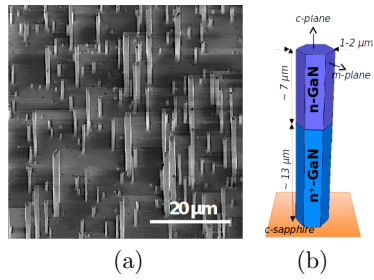 20 μm
(a)
c-plane
1-2 μm
m-plane
~ 7 μm
n-GaN
~ 13 μm
n⁺-GaN
c-sapphire
(b)